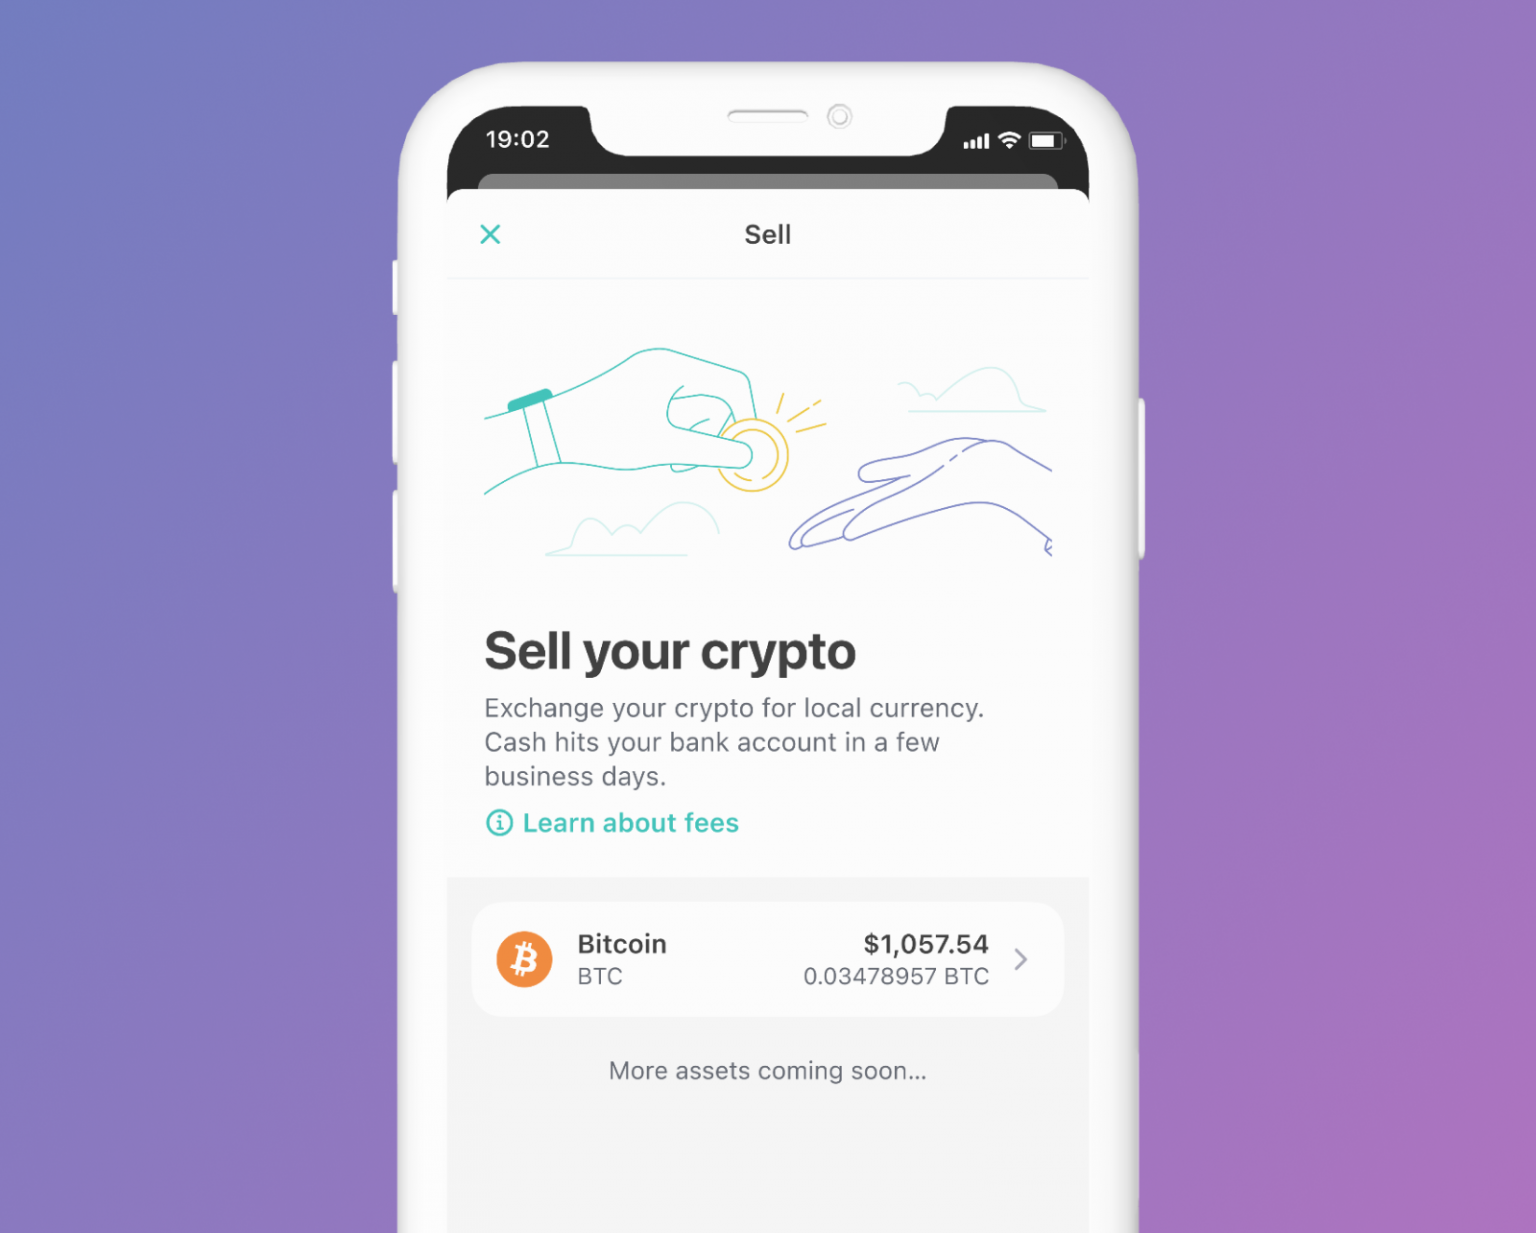 19:02
Sell
Sell your crypto
Exchange your crypto for local currency.
Cash hits your bank account in a few
business days.
Learn about fees
Bitcoin
$1,057.54
BTC
0.03478957 BTC
More assets coming soon...